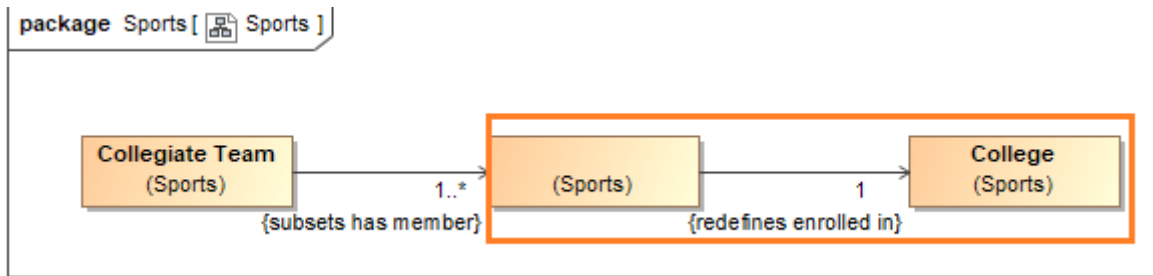 package Sports [ Sports ]
Collegiate Team
(Sports)
1..*
{subsets has member}
(Sports)
1
{redefines enrolled in}
College
(Sports)